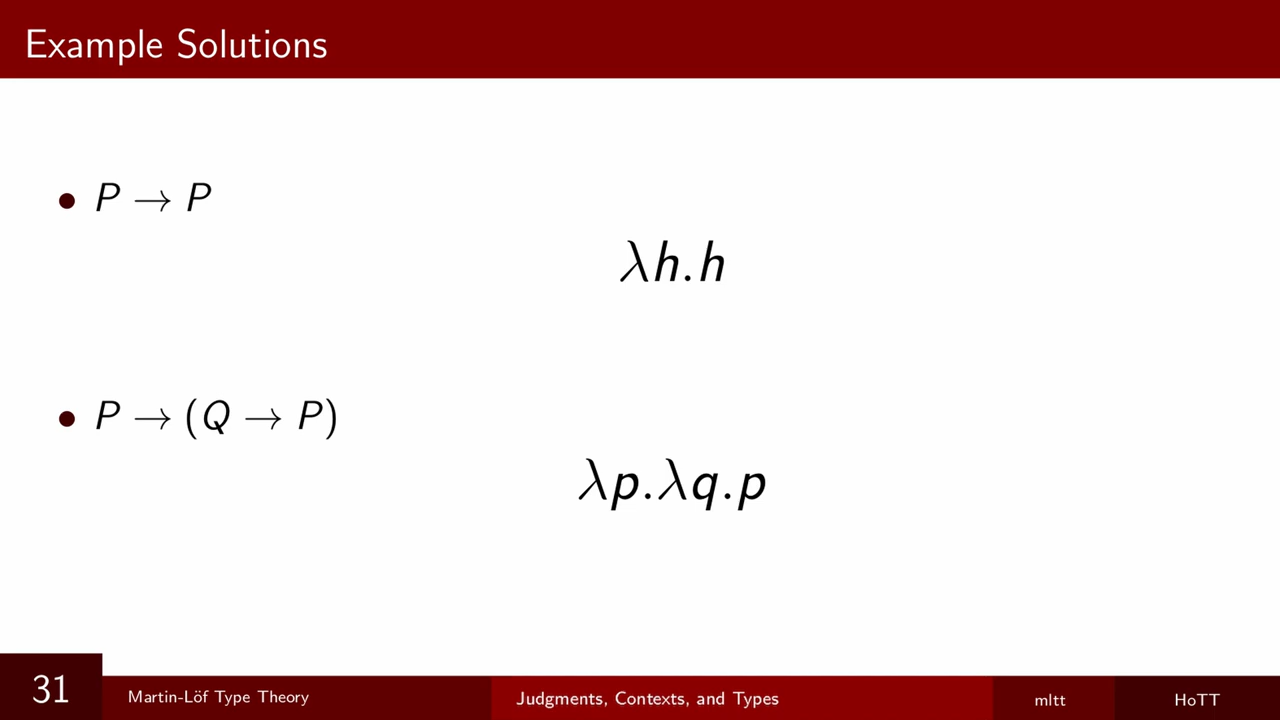 Example Solutions
• P → P
λh.h
• P → (Q → P)
λp.λq.p
31 Martin-Löf Type Theory Judgments, Contexts, and Types mltt HoTT